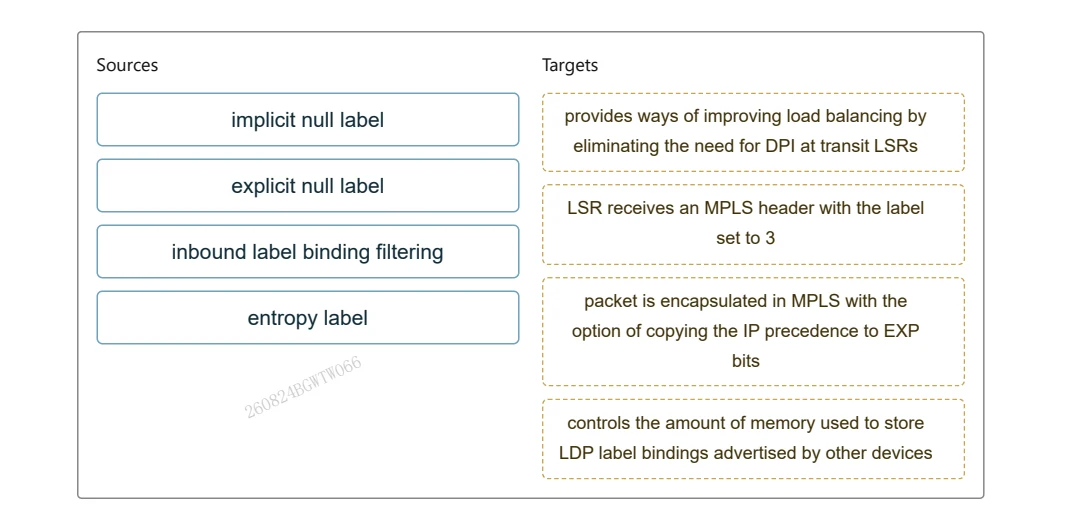 Sources
implicit null label
explicit null label
inbound label binding filtering
entropy label
260824BGWTW066
Targets
provides ways of improving load balancing by
eliminating the need for DPI at transit LSRs
LSR receives an MPLS header with the label
set to 3
packet is encapsulated in MPLS with the
option of copying the IP precedence to EXP
bits
controls the amount of memory used to store
LDP label bindings advertised by other devices